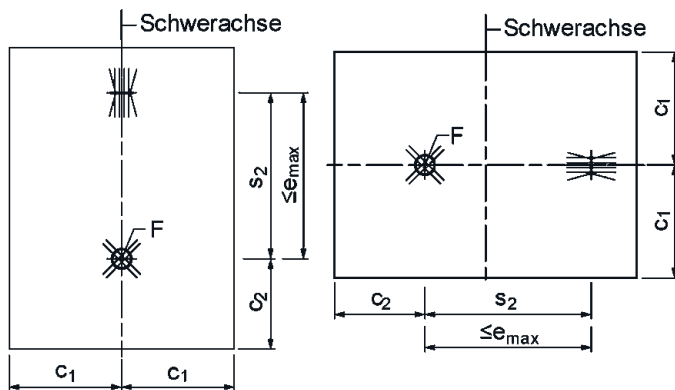 Schwerachse
F
s2
≤emax
c2
c1
c1
Schwerachse
F
c1
c1
c2
s2
≤emax